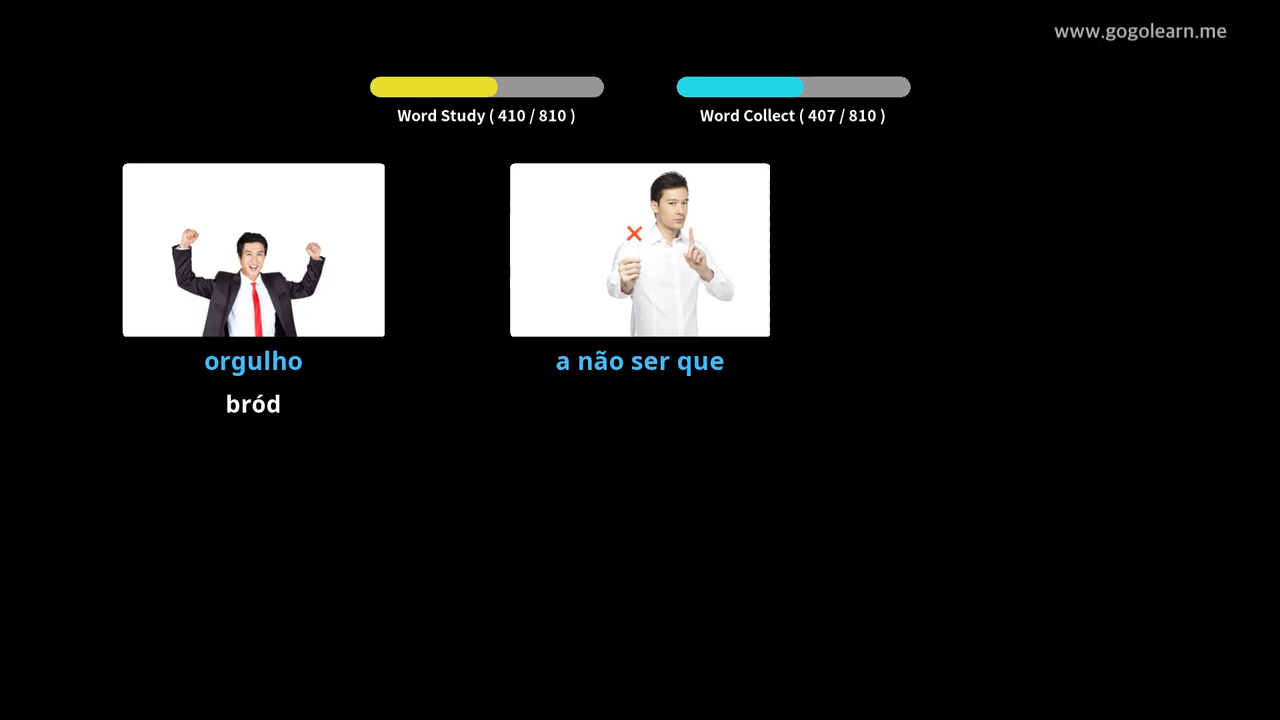 www.gogolearn.me
Word Study ( 410 / 810 )
Word Collect ( 407 / 810 )
orgulho
a não ser que
bród